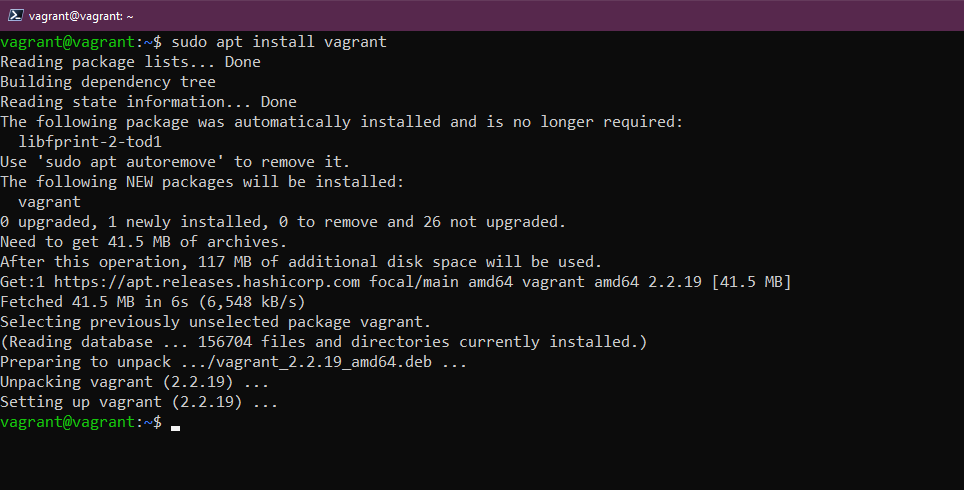 vagrant@vagrant: ~
vagrant@vagrant:~$ sudo apt install vagrant
Reading package lists... Done
Building dependency tree
Reading state information... Done
The following package was automatically installed and is no longer required:
  libfprint-2-tod1
Use 'sudo apt autoremove' to remove it.
The following NEW packages will be installed:
  vagrant
0 upgraded, 1 newly installed, 0 to remove and 26 not upgraded.
Need to get 41.5 MB of archives.
After this operation, 117 MB of additional disk space will be used.
Get:1 https://apt.releases.hashicorp.com focal/main amd64 vagrant amd64 2.2.19 [41.5 MB]
Fetched 41.5 MB in 6s (6,548 kB/s)
Selecting previously unselected package vagrant.
(Reading database ... 156704 files and directories currently installed.)
Preparing to unpack .../vagrant_2.2.19_amd64.deb ...
Unpacking vagrant (2.2.19) ...
Setting up vagrant (2.2.19) ...
vagrant@vagrant:~$